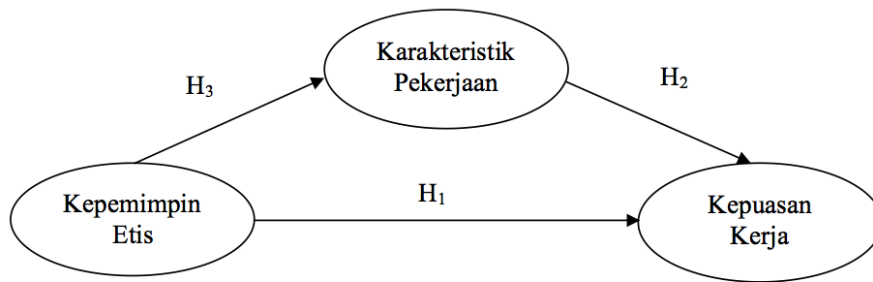 Karakteristik
Pekerjaan
H₃
H₂
Kepemimpin
Etis
H₁
Kepuasan
Kerja